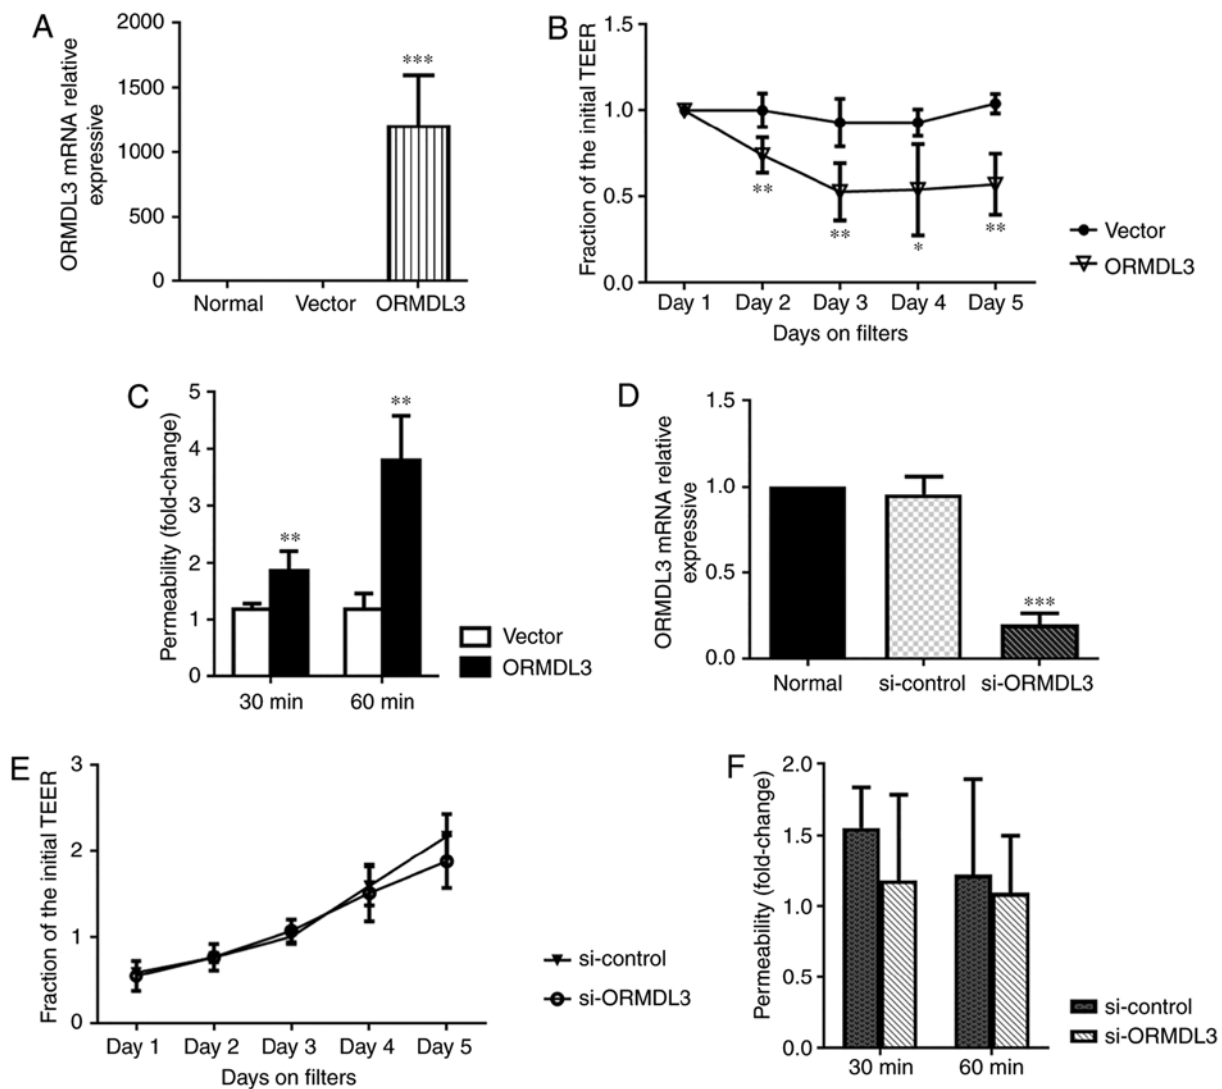 A
ORMDL3 mRNA relative
expressive
2000
1500
1000
500
0
***
Normal
Vector
ORMDL3
B
Fraction of the initial TEER
1.5
1.0
0.5
0.0
**
**
*
**
Day 1
Day 2
Day 3
Day 4
Day 5
Days on filters
Vector
ORMDL3
C
Permeability (fold-change)
5
4
3
2
1
0
**
**
30 min
60 min
Vector
ORMDL3
D
ORMDL3 mRNA relative
expressive
1.5
1.0
0.5
0.0
***
Normal
si-control
si-ORMDL3
E
Fraction of the initial TEER
3
2
1
0
Day 1
Day 2
Day 3
Day 4
Day 5
Days on filters
si-control
si-ORMDL3
F
Permeability (fold-change)
2.0
1.5
1.0
0.5
0.0
30 min
60 min
si-control
si-ORMDL3